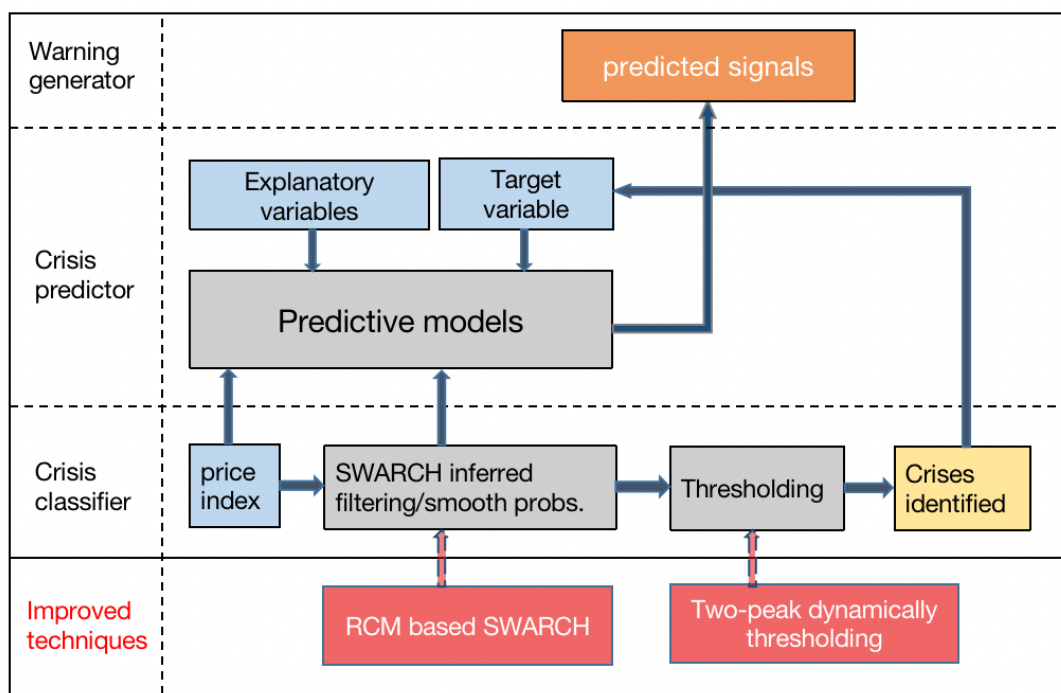 Warning
generator
predicted signals
Explanatory
variables
Target
variable
Crisis
predictor
Predictive models
Crisis
classifier
price
index
SWARCH inferred
filtering/smooth probs.
Thresholding
Crises
identified
Improved
techniques
RCM based SWARCH
Two-peak dynamically
thresholding